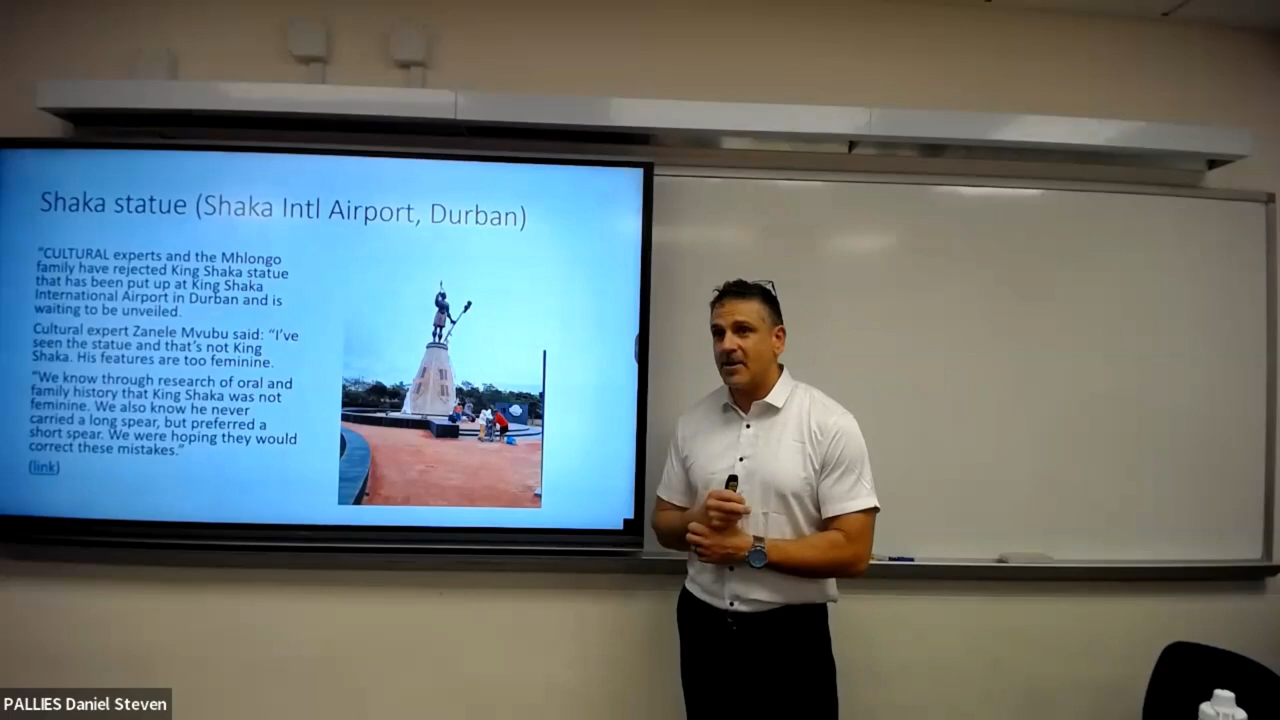 Shaka statue (Shaka Intl Airport, Durban)
“CULTURAL experts and the Mhlongo
family have rejected King Shaka statue
that has been put up at King Shaka
International Airport in Durban and is
waiting to be unveiled.
Cultural expert Zanele Mvubu said: “I’ve
seen the statue and that’s not King
Shaka. His features are too feminine.
“We know through research of oral and
family history that King Shaka was not
feminine. We also know he never
carried a long spear, but preferred a
short spear. We were hoping they would
correct these mistakes.”
(link)
PALLIES Daniel Steven